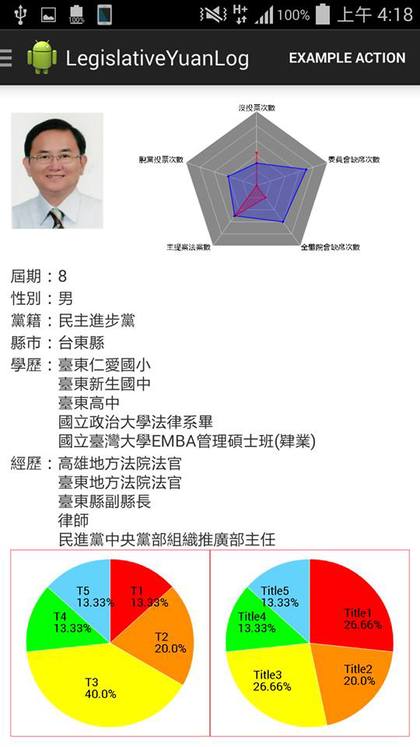 100%
100%
上午 4:18
LegislativeYuanLog
EXAMPLE ACTION
沒投票次數
脫黨投票次數
委員會缺席次數
主提案法案數
全體院會缺席次數
屆期：8
性別：男
黨籍：民主進步黨
縣市：台東縣
學歷：臺東仁愛國小
臺東新生國中
臺東高中
國立政治大學法律系畢
國立臺灣大學EMBA管理碩士班(肄業)
經歷：高雄地方法院法官
臺東地方法院法官
臺東縣副縣長
律師
民進黨中央黨部組織推廣部主任
T5
13.33%
T1
13.33%
T4
13.33%
T2
20.0%
T3
40.0%
Title5
13.33%
Title1
26.66%
Title4
13.33%
Title2
20.0%
Title3
26.66%